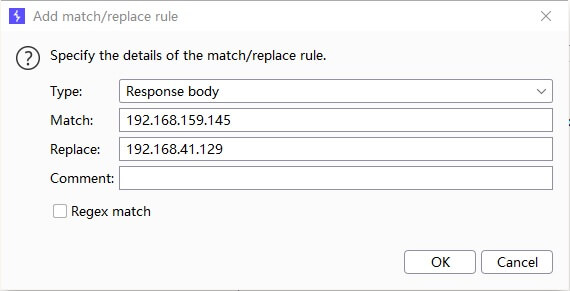 Add match/replace rule
Specify the details of the match/replace rule.
Type: Response body
Match: 192.168.159.145
Replace: 192.168.41.129
Comment:
Regex match
OK Cancel